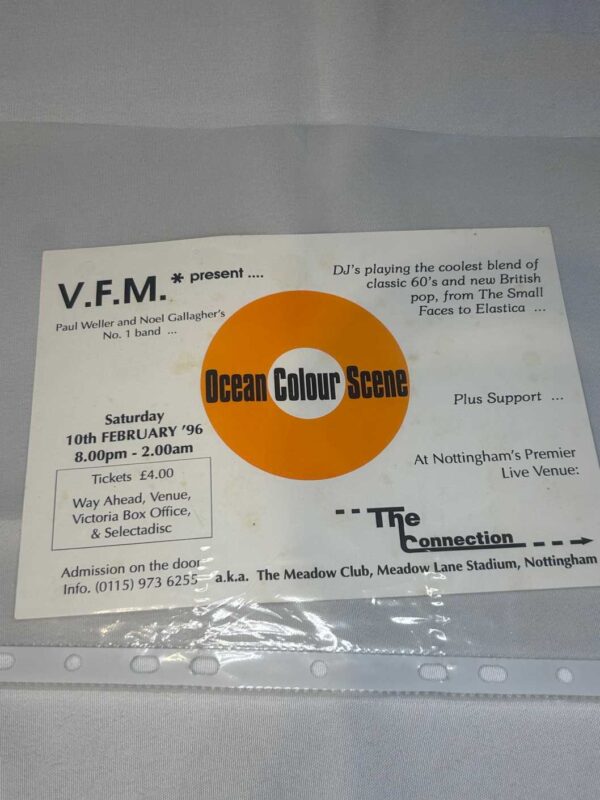 V.F.M. * present ....
Paul Weller and Noel Gallagher's
No. 1 band ...
DJ's playing the coolest blend of
classic 60's and new British
pop, from The Small
Faces to Elastica ...
Ocean Colour Scene
Plus Support ...
Saturday
10th FEBRUARY '96
8.00pm - 2.00am
Tickets £4.00
Way Ahead, Venue,
Victoria Box Office,
& Selectadisc
At Nottingham's Premier
Live Venue:
The
Connection
Admission on the door
Info. (0115) 973 6255
a.k.a. The Meadow Club, Meadow Lane Stadium, Nottingham